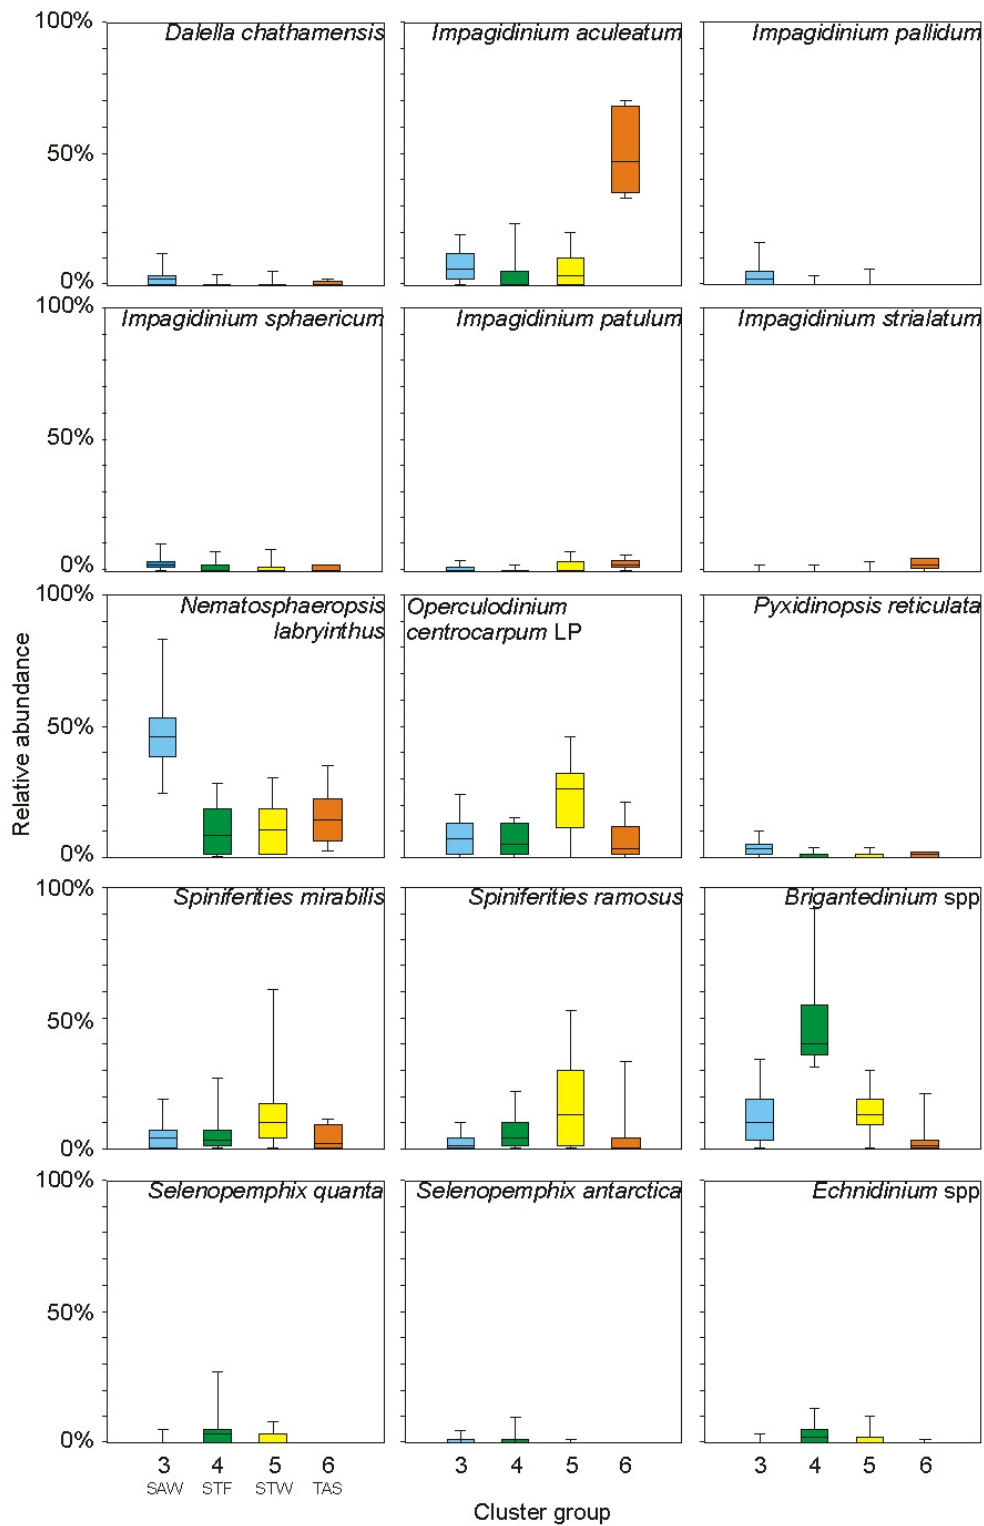 100%
Dalella chathamensis
Impagidinium aculeatum
Impagidinium pallidum
50%
0%
100%
Impagidinium sphaericum
Impagidinium patulum
Impagidinium strialatum
50%
0%
100%
Nematosphaeropsis
labryinthus
Operculodinium
centrocarpum LP
Pyxidinopsis reticulata
Relative abundance
50%
0%
100%
Spiniferities mirabilis
Spiniferities ramosus
Brigantedinium spp
50%
0%
100%
Selenopemphix quanta
Selenopemphix antarctica
Echnidinium spp
50%
0%
3 4 5 6 3 4 5 6 3 4 5 6
SAW STF STW TAS
Cluster group